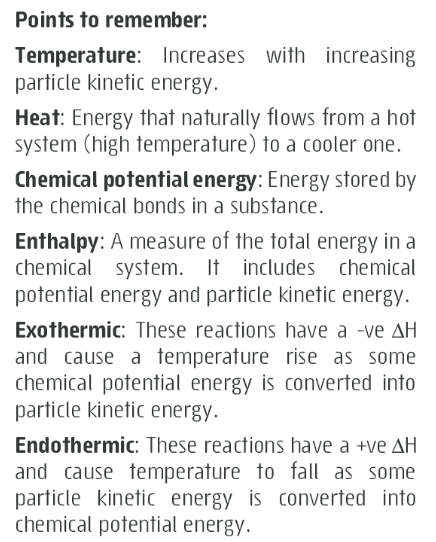 Points to remember:
Temperature: Increases with increasing
particle kinetic energy.
Heat: Energy that naturally flows from a hot
system (high temperature) to a cooler one.
Chemical potential energy: Energy stored by
the chemical bonds in a substance.
Enthalpy: A measure of the total energy in a
chemical system. It includes chemical
potential energy and particle kinetic energy.
Exothermic: These reactions have a -ve ΔH
and cause a temperature rise as some
chemical potential energy is converted into
particle kinetic energy.
Endothermic: These reactions have a +ve ΔH
and cause temperature to fall as some
particle kinetic energy is converted into
chemical potential energy.